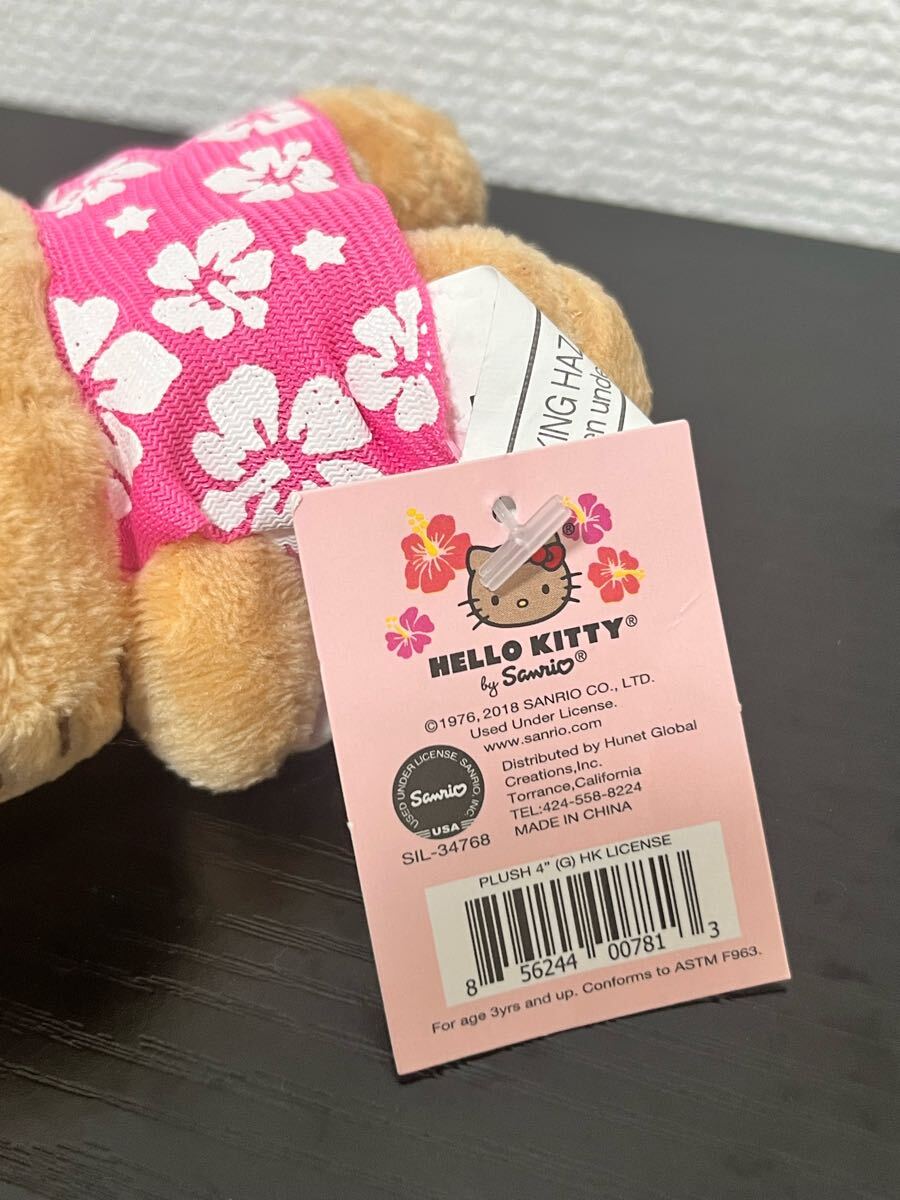 KING HAZ
en unde
®
HELLO KITTY®
by Sanrio®
©1976, 2018 SANRIO CO., LTD.
Used Under License.
www.sanrio.com
Distributed by Hunet Global
Creations,Inc.
Torrance,California
TEL:424-558-8224
MADE IN CHINA
USED UNDER LICENSE, SANRIO, INC.
Sanrio
USA
SIL-34768
PLUSH 4" (G) HK LICENSE
8 56244 00781 3
For age 3yrs and up. Conforms to ASTM F963.